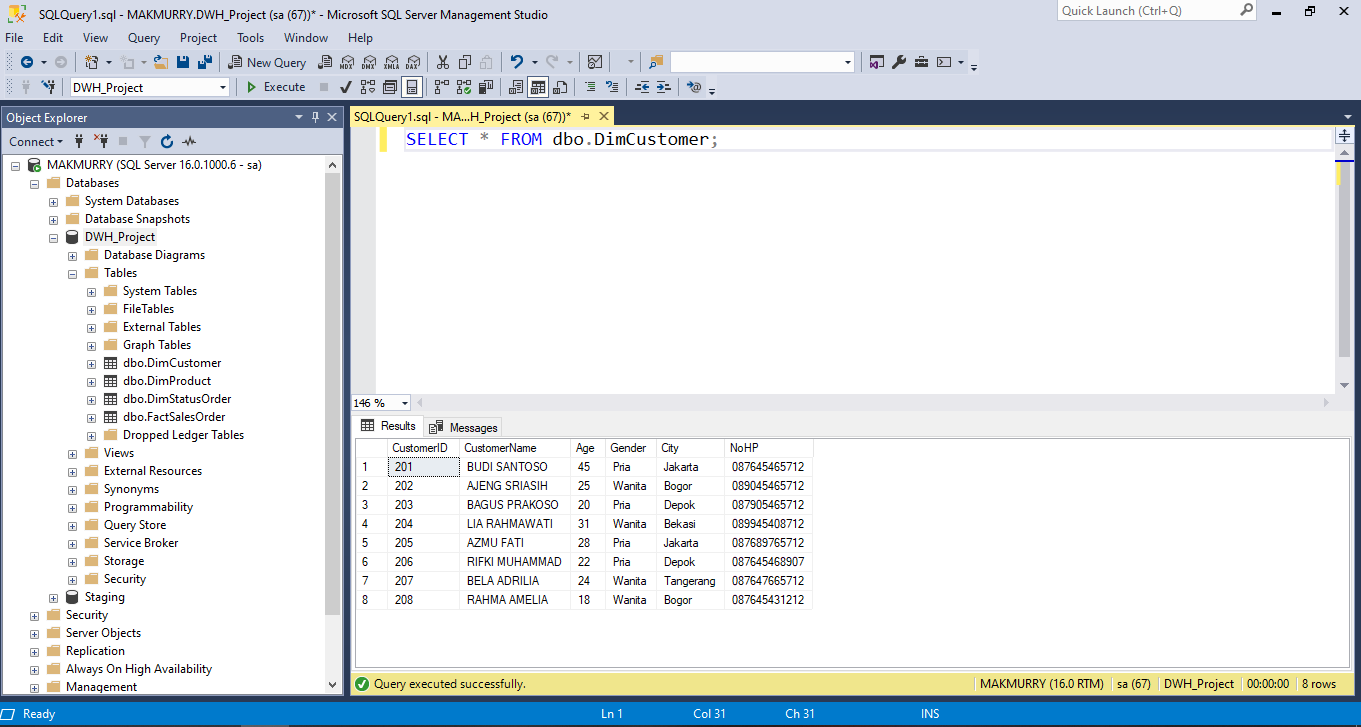 SQLQuery1.sql - MAKMURRY.DWH_Project (sa (67))* - Microsoft SQL Server Management Studio
Quick Launch (Ctrl+Q)
File Edit View Query Project Tools Window Help
New Query MDX DMX XMLA DAX
DWH_Project Execute
Object Explorer
Connect
MAKMURRY (SQL Server 16.0.1000.6 - sa)
Databases
System Databases
Database Snapshots
DWH_Project
Database Diagrams
Tables
System Tables
FileTables
External Tables
Graph Tables
dbo.DimCustomer
dbo.DimProduct
dbo.DimStatusOrder
dbo.FactSalesOrder
Dropped Ledger Tables
Views
External Resources
Synonyms
Programmability
Query Store
Service Broker
Storage
Security
Staging
Security
Server Objects
Replication
Always On High Availability
Management
SQLQuery1.sql - MA...H_Project (sa (67))*
SELECT * FROM dbo.DimCustomer;
146 %
Results Messages
CustomerID CustomerName Age Gender City NoHP
1 201 BUDI SANTOSO 45 Pria Jakarta 087645465712
2 202 AJENG SRIASIH 25 Wanita Bogor 089045465712
3 203 BAGUS PRAKOSO 20 Pria Depok 087905465712
4 204 LIA RAHMAWATI 31 Wanita Bekasi 089945408712
5 205 AZMU FATI 28 Pria Jakarta 087689765712
6 206 RIFKI MUHAMMAD 22 Pria Depok 087645468907
7 207 BELA ADRILIA 24 Wanita Tangerang 087647665712
8 208 RAHMA AMELIA 18 Wanita Bogor 087645431212
Query executed successfully. MAKMURRY (16.0 RTM) sa (67) DWH_Project 00:00:00 8 rows
Ready Ln 1 Col 31 Ch 31 INS